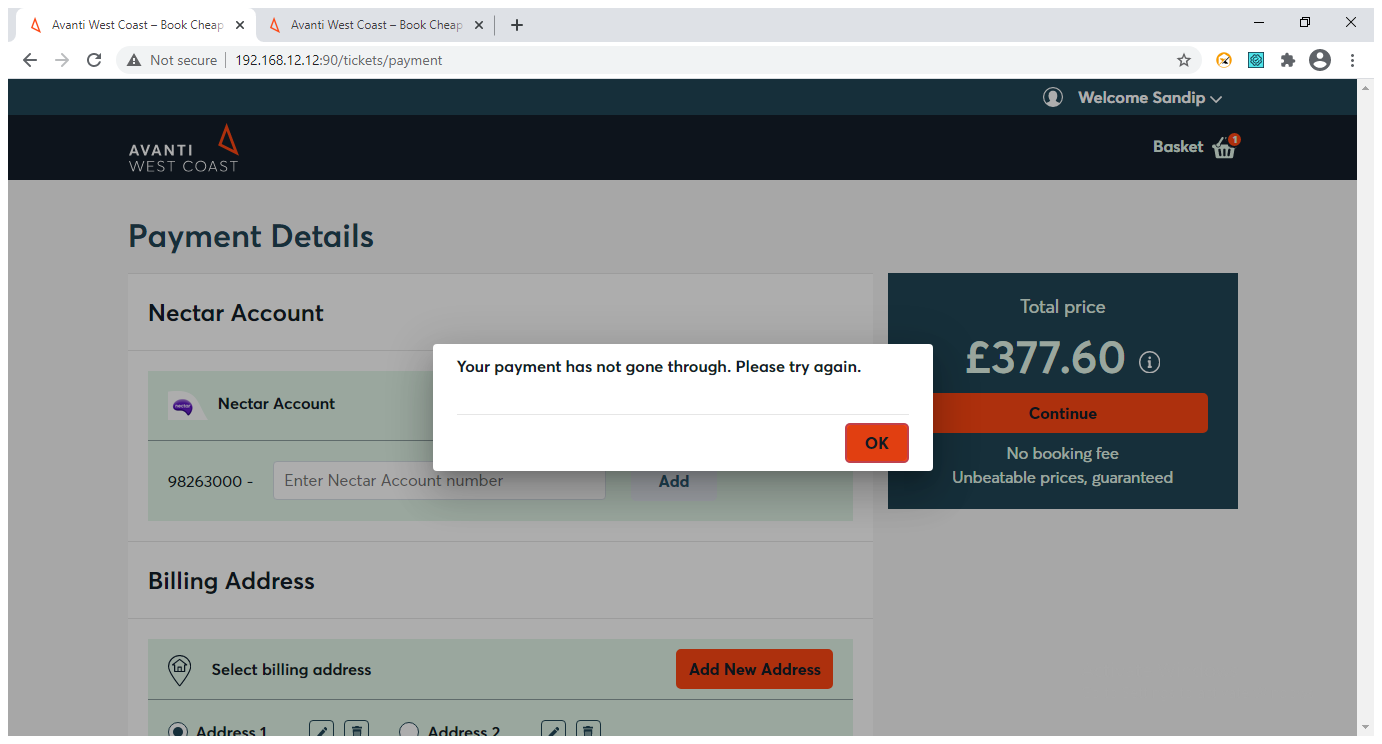 Avanti West Coast – Book Cheap
Avanti West Coast – Book Cheap
Not secure
192.168.12.12:90/tickets/payment
Welcome Sandip
AVANTI
WEST COAST
Basket
1
Payment Details
Nectar Account
nectar
Nectar Account
98263000 -
Enter Nectar Account number
Add
Your payment has not gone through. Please try again.
OK
Total price
£377.60
Continue
No booking fee
Unbeatable prices, guaranteed
Billing Address
Select billing address
Add New Address
Address 1
Address 2